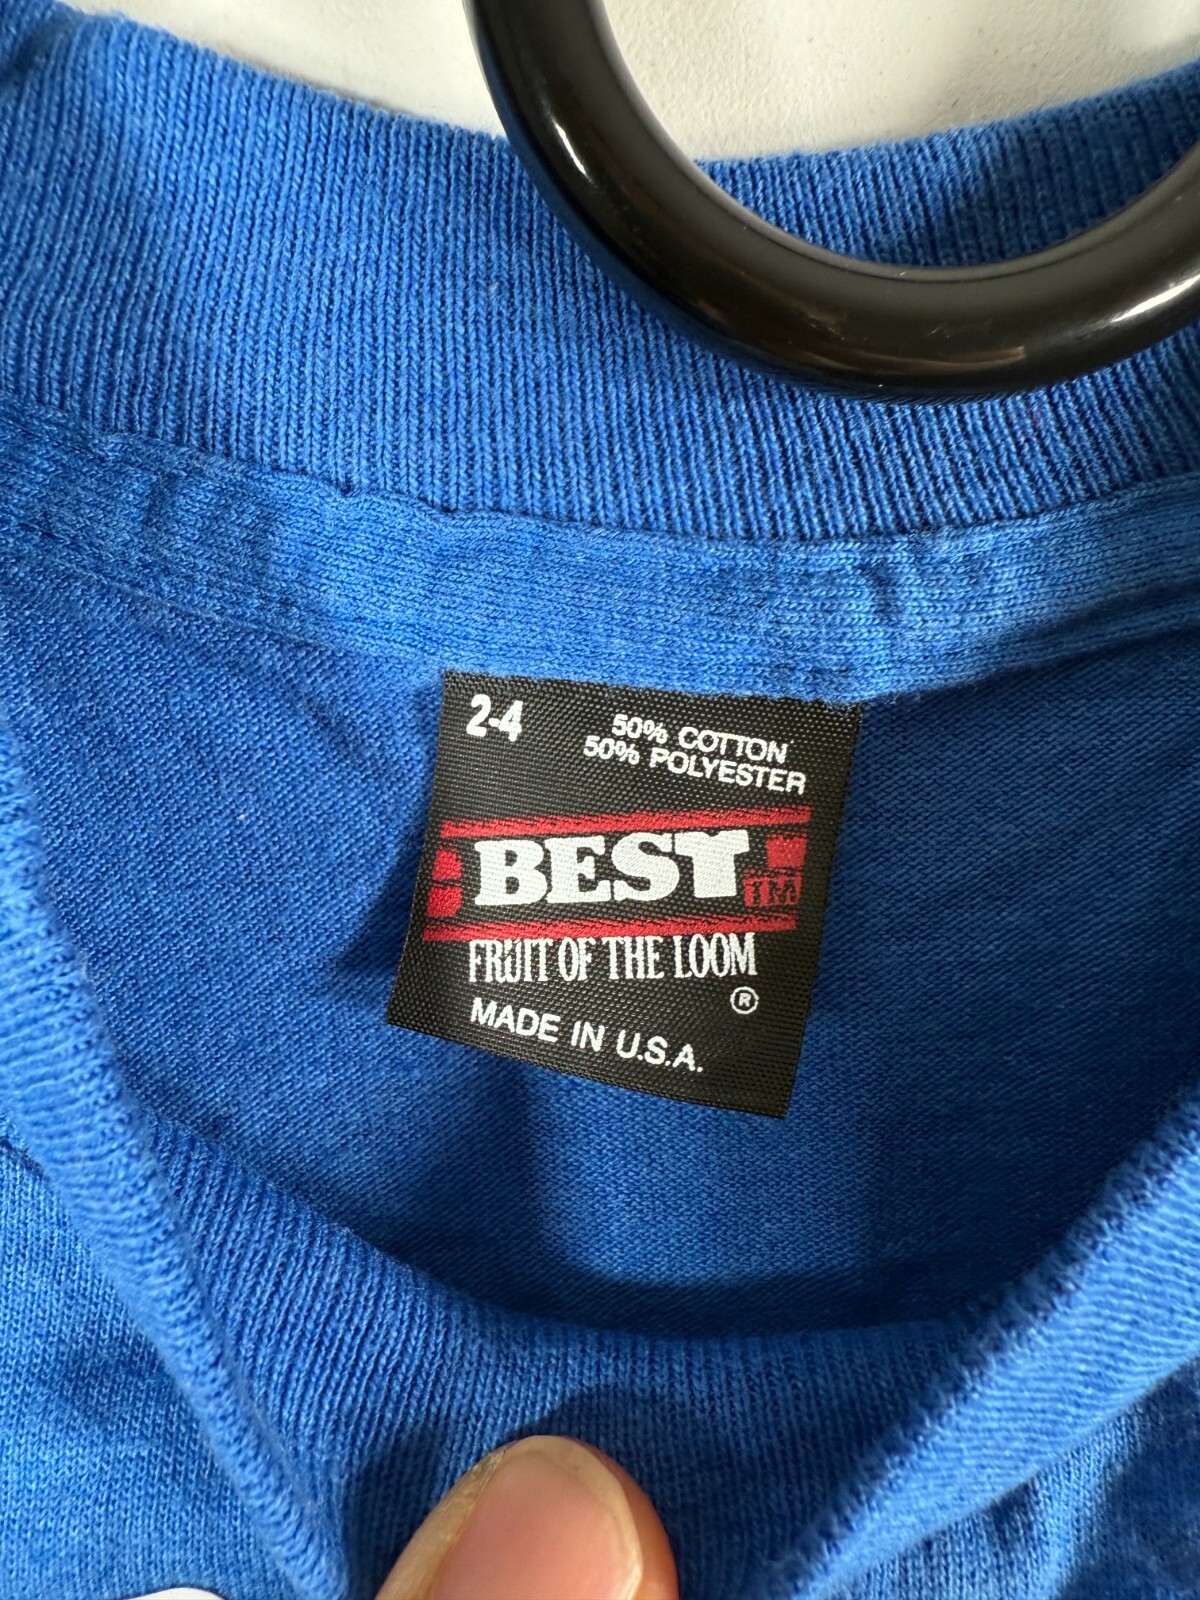 2-4
50% COTTON
50% POLYESTER
BEST TM
FRUIT OF THE LOOM
®
MADE IN U.S.A.